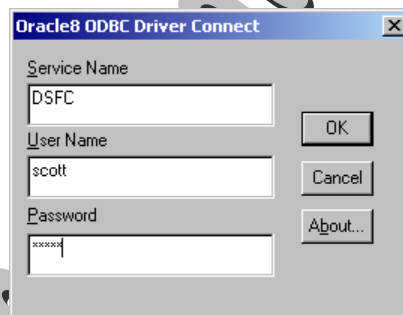 Oracle8 ODBC Driver Connect
Service Name
DSFC
OK
User Name
scott
Cancel
Password
About...
*****